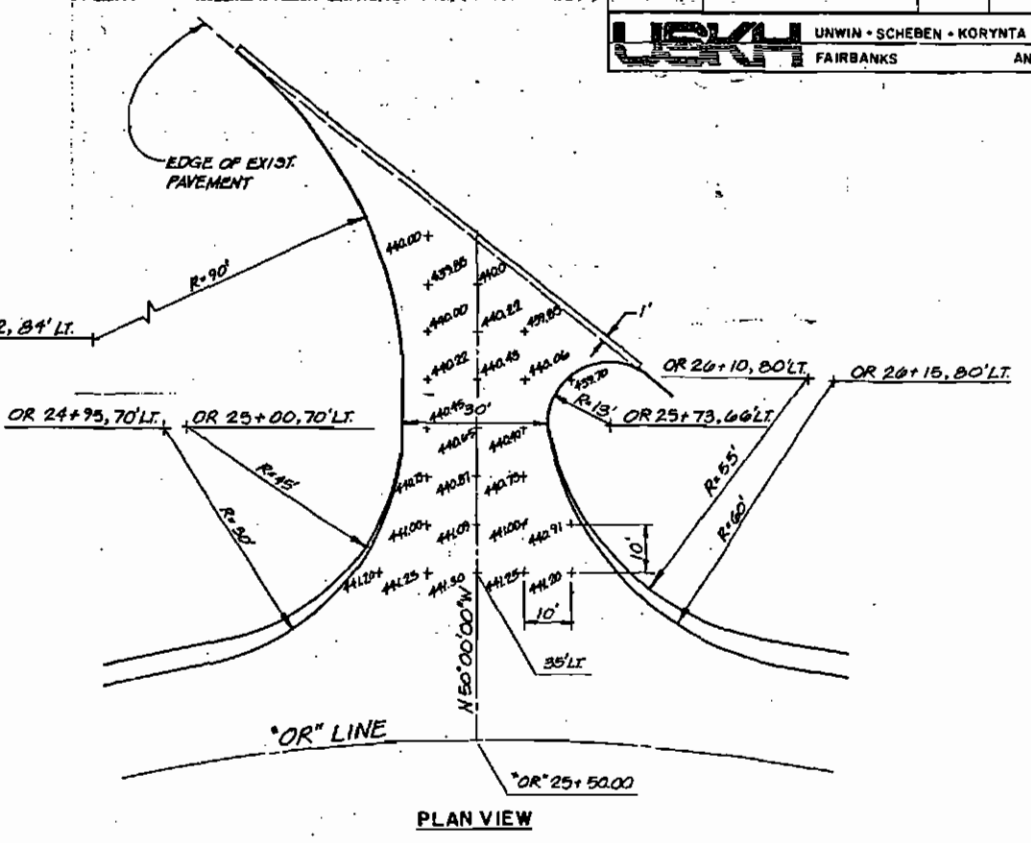 USKH
UNWIN • SCHEBEN • KORYNTA
FAIRBANKS AN
EDGE OF EXIST.
PAVEMENT
R=90'
2, 84' LT.
440.00
439.85
440.0
440.00
440.22
439.85
1'
440.22
440.43
440.06
439.70
OR 26+10, 80'LT.
OR 26+15, 80'LT.
OR 24+95, 70'LT.
OR 25+00, 70'LT.
440.45
30'
R=13'
OR 25+73, 66'LT.
440.65
R=45'
R=50'
R=55'
R=60'
440.87
440.75
441.00
441.09
441.00
440.91
10'
441.20
441.25
441.30
441.25
441.20
10'
N50°00'00"W
35'LT.
"OR" LINE
"OR" 25+50.00
PLAN VIEW